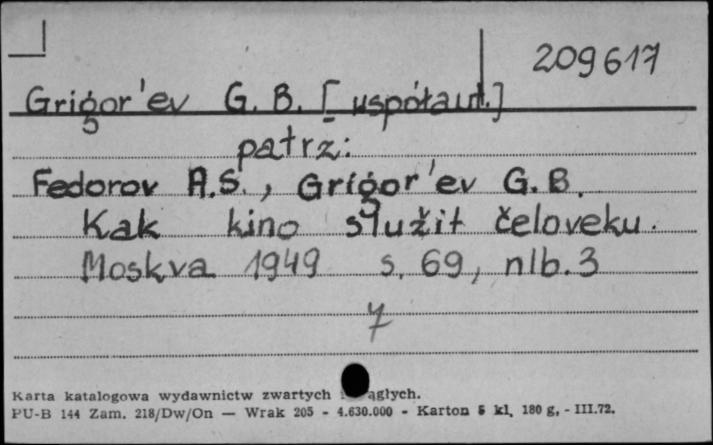 209617
Grigor'ev G. B. [współaut.]
patrz:
Fedorov A.S., Grigor'ev G.B.
Kak kino služit čeloveku.
Moskva 1949 s. 69, nlb. 3
7
Karta katalogowa wydawnictw zwartych ągłych.
PU-B 144 Zam. 218/Dw/On — Wrak 205 - 4.630.000 - Karton 5 kl. 180 g, - III.72.